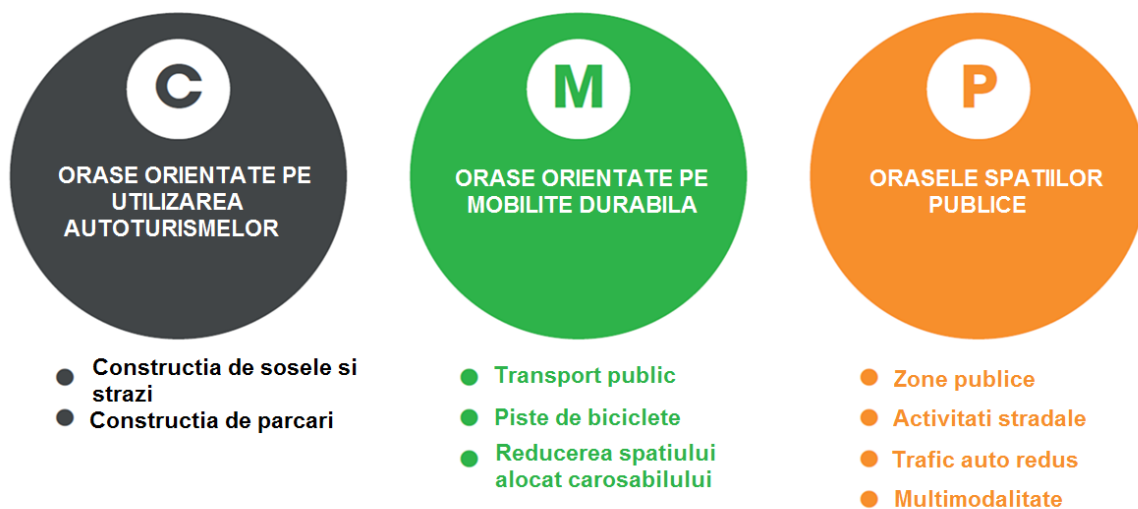 C
ORASE ORIENTATE PE
UTILIZAREA
AUTOTURISMELOR
Constructia de sosele si
strazi
Constructia de parcari
M
ORASE ORIENTATE PE
MOBILITE DURABILA
Transport public
Piste de biciclete
Reducerea spatiului
alocat carosabilului
P
ORASELE SPATIILOR
PUBLICE
Zone publice
Activitati stradale
Trafic auto redus
Multimodalitate